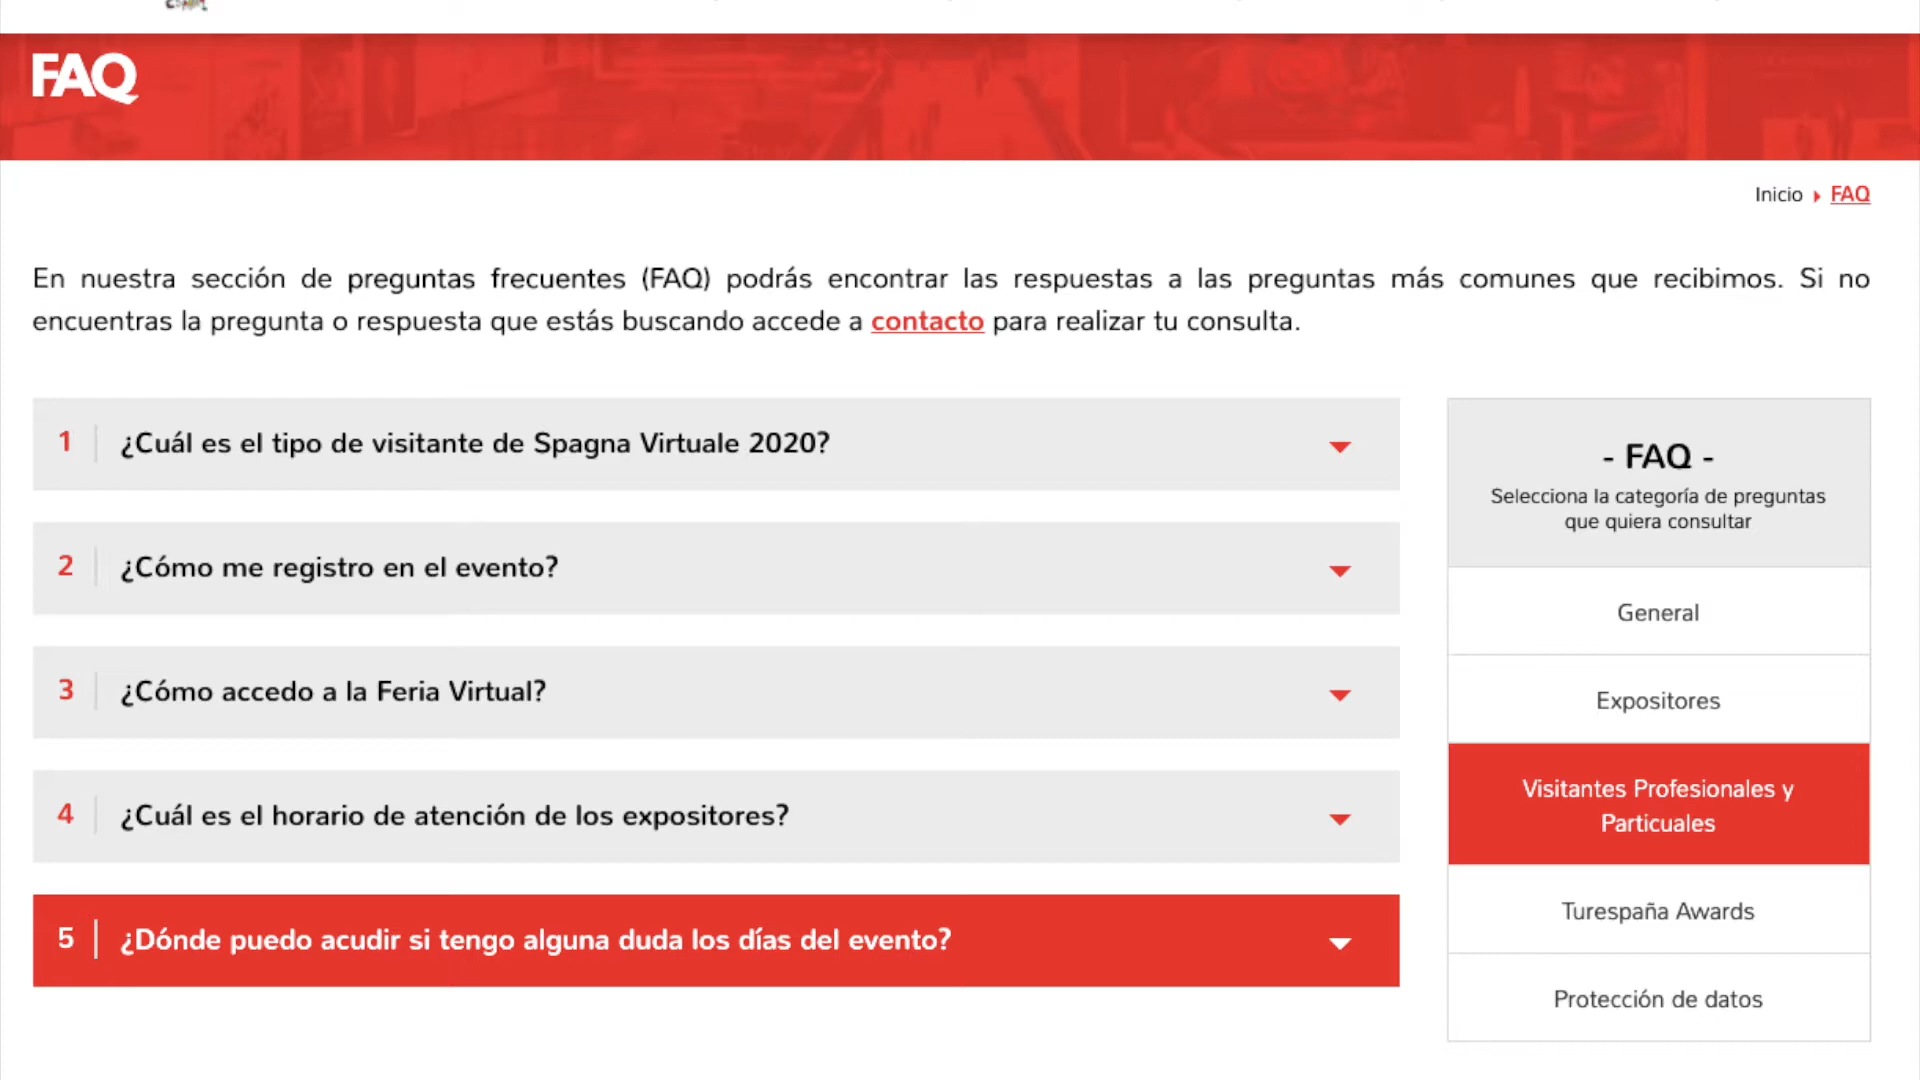 FAQ
Inicio FAQ
En nuestra sección de preguntas frecuentes (FAQ) podrás encontrar las respuestas a las preguntas más comunes que recibimos. Si no
encuentras la pregunta o respuesta que estás buscando accede a contacto para realizar tu consulta.
1 ¿Cuál es el tipo de visitante de Spagna Virtuale 2020?
2 ¿Cómo me registro en el evento?
3 ¿Cómo accedo a la Feria Virtual?
4 ¿Cuál es el horario de atención de los expositores?
5 ¿Dónde puedo acudir si tengo alguna duda los días del evento?
- FAQ -
Selecciona la categoría de preguntas
que quiera consultar
General
Expositores
Visitantes Profesionales y
Particuales
Turespaña Awards
Protección de datos